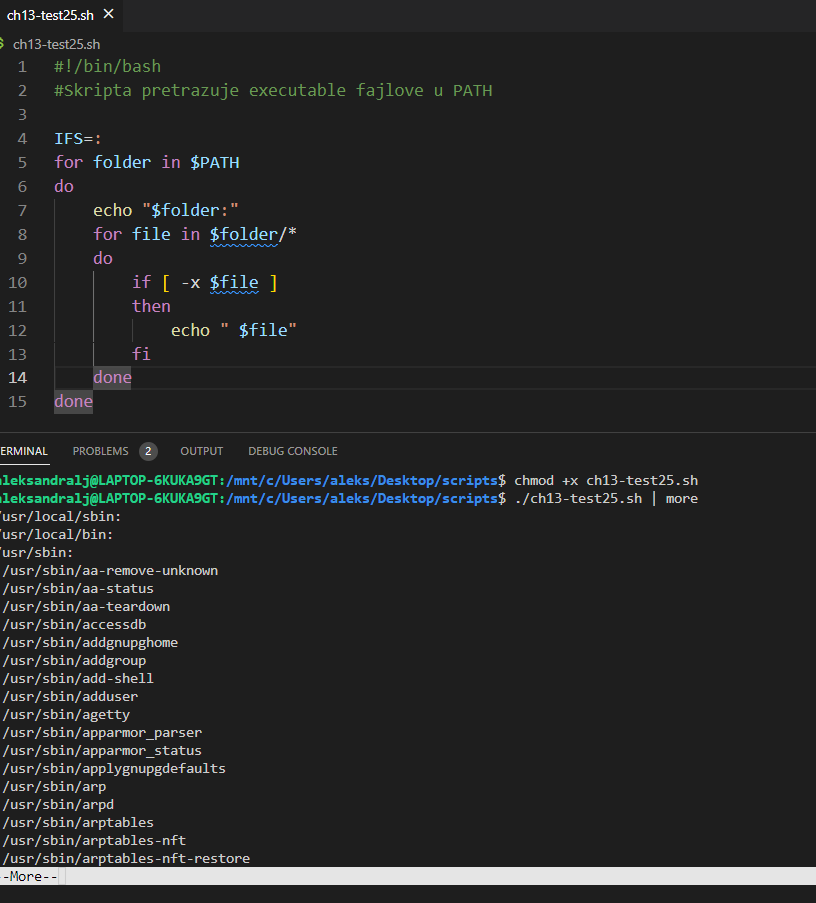 ch13-test25.sh ×
$ ch13-test25.sh
1 #!/bin/bash
2 #Skripta pretrazuje executable fajlove u PATH
3
4 IFS=:
5 for folder in $PATH
6 do
7 echo "$folder:"
8 for file in $folder/*
9 do
10 if [ -x $file ]
11 then
12 echo " $file"
13 fi
14 done
15 done
ERMINAL PROBLEMS 2 OUTPUT DEBUG CONSOLE
aleksandralj@LAPTOP-6KUKA9GT:/mnt/c/Users/aleks/Desktop/scripts$ chmod +x ch13-test25.sh
aleksandralj@LAPTOP-6KUKA9GT:/mnt/c/Users/aleks/Desktop/scripts$ ./ch13-test25.sh | more
/usr/local/sbin:
/usr/local/bin:
/usr/sbin:
/usr/sbin/aa-remove-unknown
/usr/sbin/aa-status
/usr/sbin/aa-teardown
/usr/sbin/accessdb
/usr/sbin/addgnupghome
/usr/sbin/addgroup
/usr/sbin/add-shell
/usr/sbin/adduser
/usr/sbin/agetty
/usr/sbin/apparmor_parser
/usr/sbin/apparmor_status
/usr/sbin/applygnupgdefaults
/usr/sbin/arp
/usr/sbin/arpd
/usr/sbin/arptables
/usr/sbin/arptables-nft
/usr/sbin/arptables-nft-restore
--More--